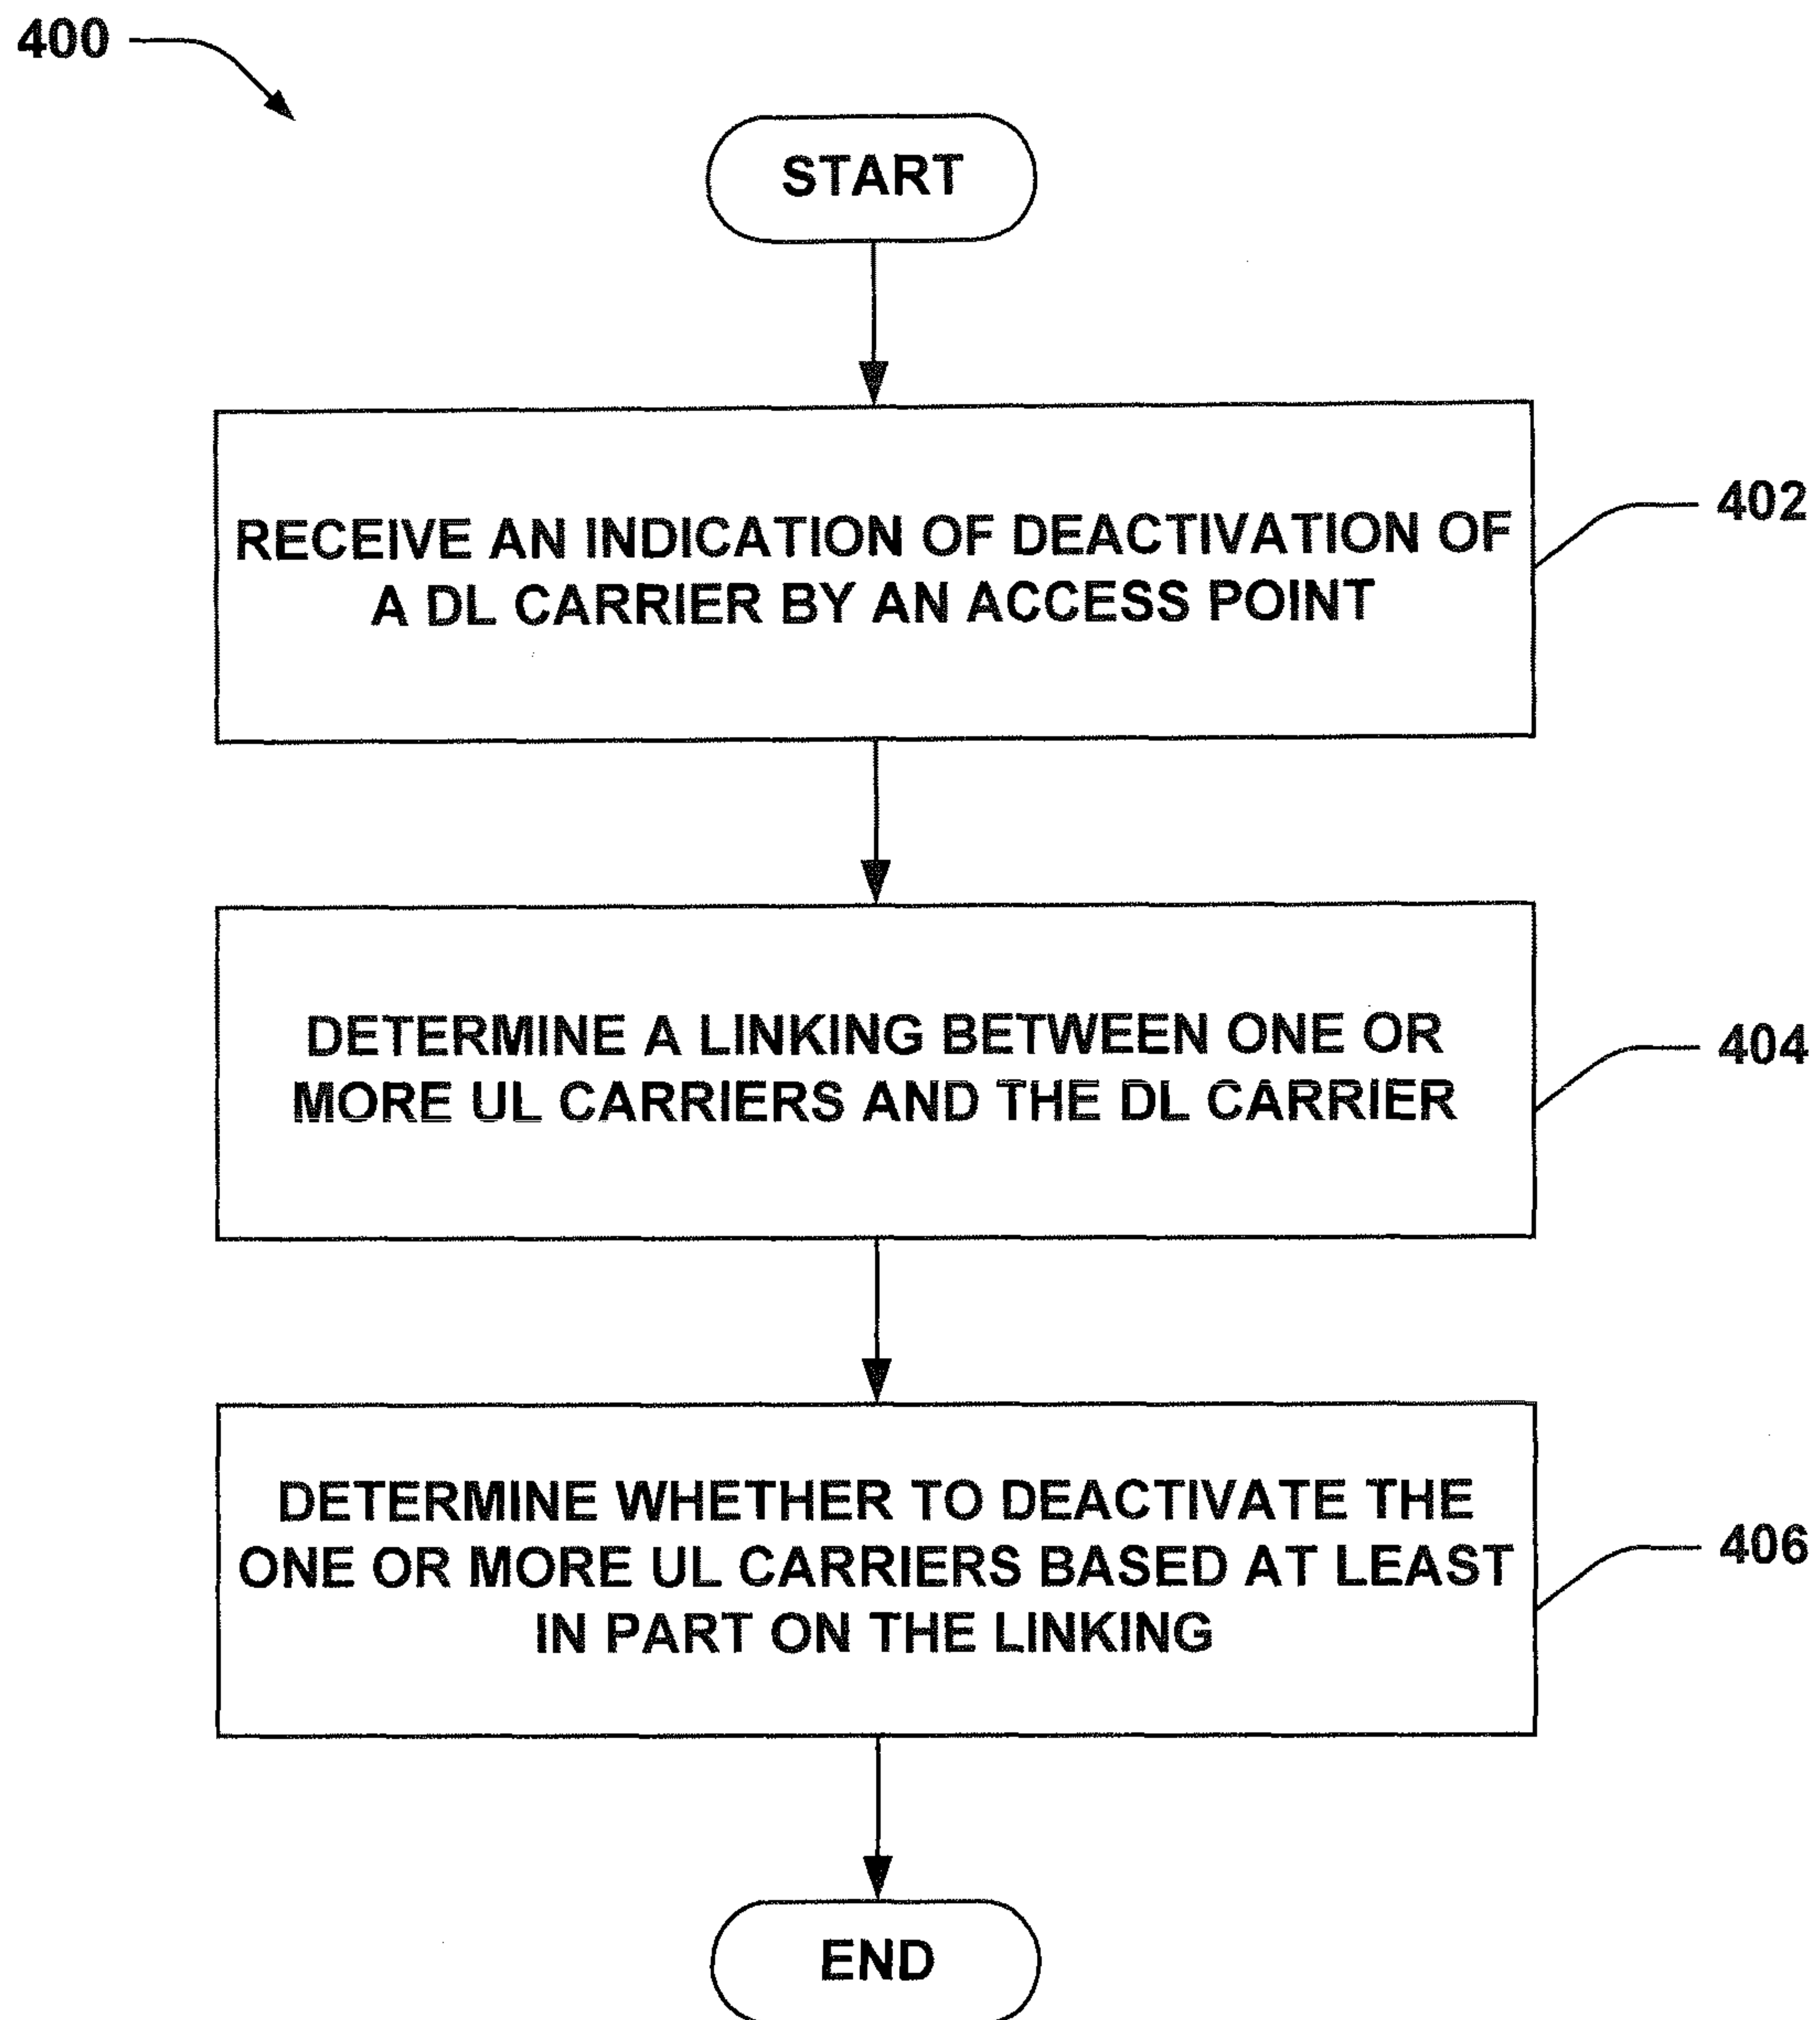 400
START
RECEIVE AN INDICATION OF DEACTIVATION OF
A DL CARRIER BY AN ACCESS POINT
402
DETERMINE A LINKING BETWEEN ONE OR
MORE UL CARRIERS AND THE DL CARRIER
404
DETERMINE WHETHER TO DEACTIVATE THE
ONE OR MORE UL CARRIERS BASED AT LEAST
IN PART ON THE LINKING
406
END